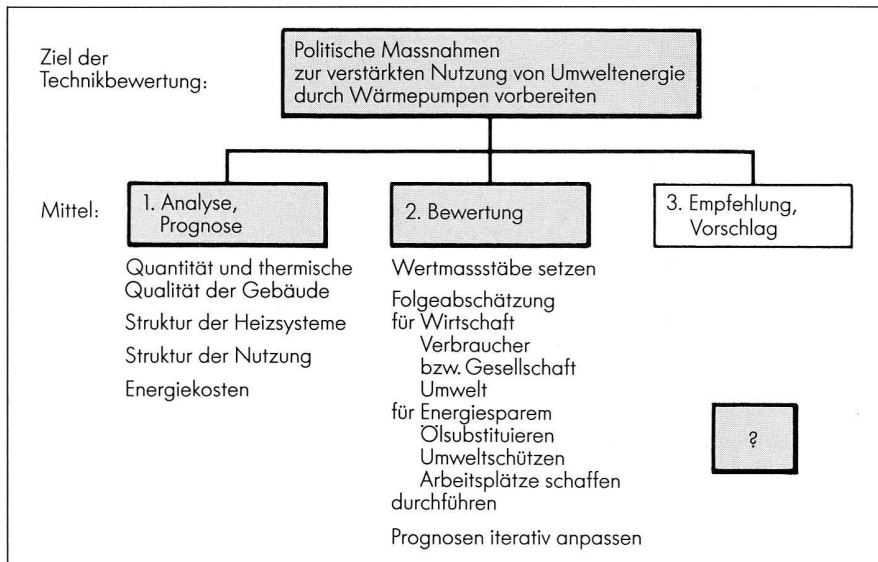 Ziel der
Technikbewertung:
Politische Massnahmen
zur verstärkten Nutzung von Umweltenergie
durch Wärmepumpen vorbereiten
Mittel:
1. Analyse,
Prognose
Quantität und thermische
Qualität der Gebäude
Struktur der Heizsysteme
Struktur der Nutzung
Energiekosten
2. Bewertung
Wertmassstäbe setzen
Folgeabschätzung
für Wirtschaft
Verbraucher
bzw. Gesellschaft
Umwelt
für Energiesparem
Ölsubstituieren
Umweltschützen
Arbeitsplätze schaffen
durchführen
Prognosen iterativ anpassen
3. Empfehlung,
Vorschlag
?